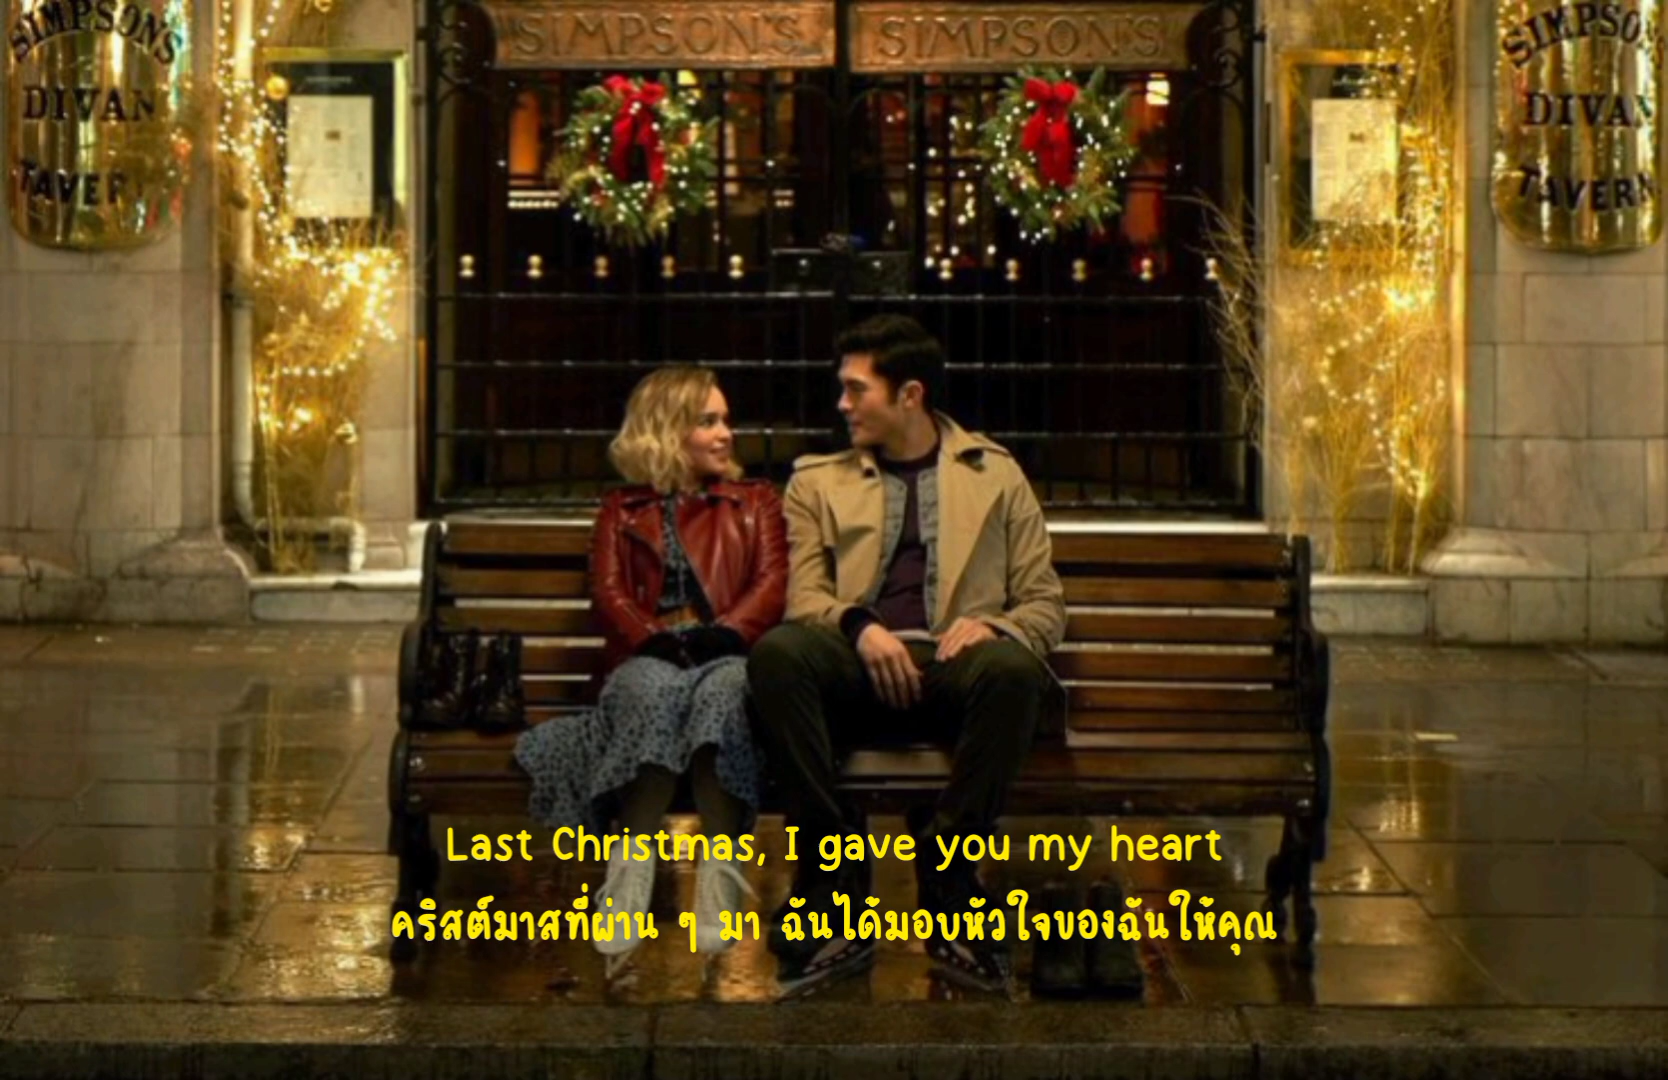 SIMPSON'S SIMPSON'S
SIMPSON'S
DIVAN
TAVERN
SIMPSON'S
DIVAN
TAVERN
Last Christmas, I gave you my heart
คริสต์มาสที่ผ่าน ๆ มา ฉันได้มอบหัวใจของฉันให้คุณ